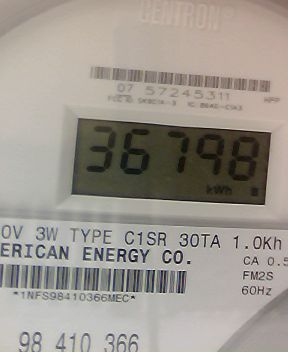 CENTRON®
07 57245311
36798
kWh
0V 3W TYPE C1SR 30TA 1.0Kh
ERICAN ENERGY CO.
CA 0.5
FM2S
*1NFS98410366MEC*
60Hz
98 410 366